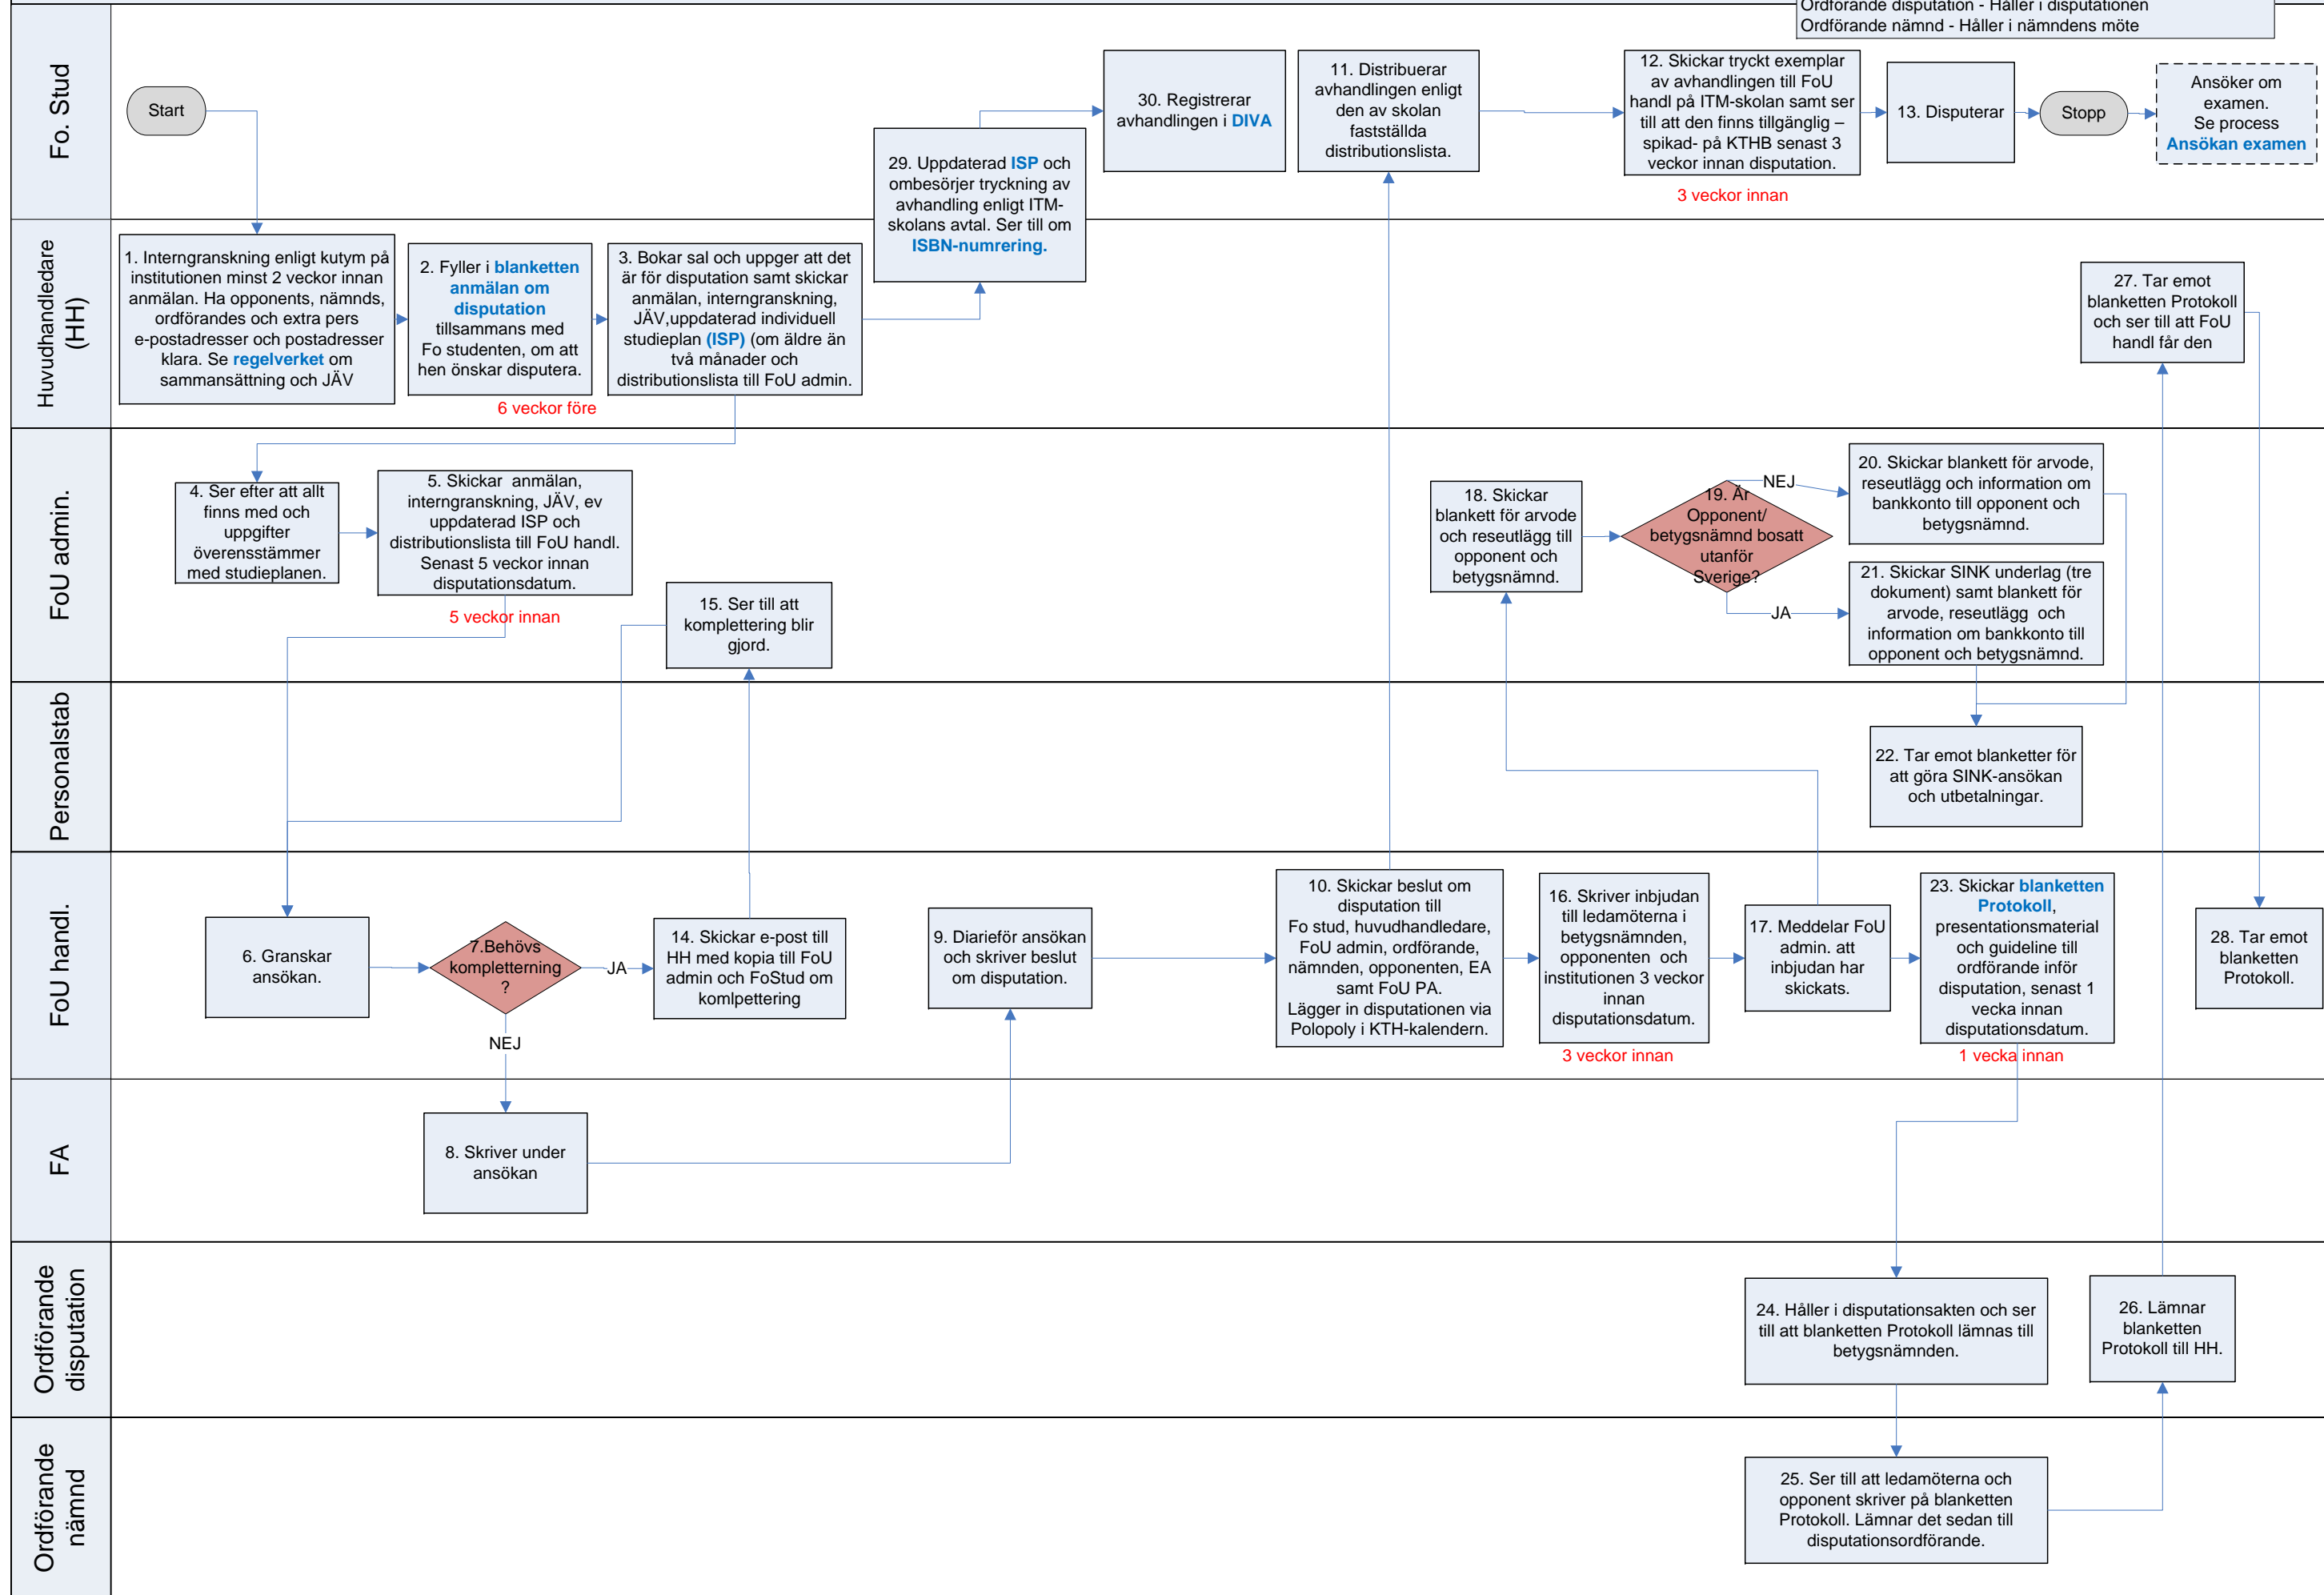 Ordförande disputation - Håller i disputationen
Ordförande nämnd - Håller i nämndens möte
Fo. Stud
Start
30. Registrerar
avhandlingen i DIVA
11. Distribuerar
avhandlingen enligt
den av skolan
fastställda
distributionslista.
12. Skickar tryckt exemplar
av avhandlingen till FoU
handl på ITM-skolan samt ser
till att den finns tillgänglig –
spikad- på KTHB senast 3
veckor innan disputation.
3 veckor innan
13. Disputerar
Stopp
Ansöker om
examen.
Se process
Ansökan examen
29. Uppdaterad ISP och
ombesörjer tryckning av
avhandling enligt ITM-
skolans avtal. Ser till om
ISBN-numrering.
Huvudhandledare
(HH)
1. Interngranskning enligt kutym på
institutionen minst 2 veckor innan
anmälan. Ha opponents, nämnds,
ordförandes och extra pers
e-postadresser och postadresser
klara. Se regelverket om
sammansättning och JÄV
2. Fyller i blanketten
anmälan om
disputation
tillsammans med
Fo studenten, om att
hen önskar disputera.
6 veckor före
3. Bokar sal och uppger att det
är för disputation samt skickar
anmälan, interngranskning,
JÄV,uppdaterad individuell
studieplan (ISP) (om äldre än
två månader och
distributionslista till FoU admin.
27. Tar emot
blanketten Protokoll
och ser till att FoU
handl får den
FoU admin.
4. Ser efter att allt
finns med och
uppgifter
överensstämmer
med studieplanen.
5. Skickar anmälan,
interngranskning, JÄV, ev
uppdaterad ISP och
distributionslista till FoU handl.
Senast 5 veckor innan
disputationsdatum.
5 veckor innan
15. Ser till att
komplettering blir
gjord.
18. Skickar
blankett för arvode
och reseutlägg till
opponent och
betygsnämnd.
19. Är
Opponent/
betygsnämnd bosatt
utanför
Sverige?
NEJ
JA
20. Skickar blankett för arvode,
reseutlägg och information om
bankkonto till opponent och
betygsnämnd.
21. Skickar SINK underlag (tre
dokument) samt blankett för
arvode, reseutlägg och
information om bankkonto till
opponent och betygsnämnd.
Personalstab
22. Tar emot blanketter för
att göra SINK-ansökan
och utbetalningar.
FoU handl.
6. Granskar
ansökan.
7.Behövs
kompletterning
?
JA
NEJ
14. Skickar e-post till
HH med kopia till FoU
admin och FoStud om
komlpettering
9. Diarieför ansökan
och skriver beslut
om disputation.
10. Skickar beslut om
disputation till
Fo stud, huvudhandledare,
FoU admin, ordförande,
nämnden, opponenten, EA
samt FoU PA.
Lägger in disputationen via
Polopoly i KTH-kalendern.
16. Skriver inbjudan
till ledamöterna i
betygsnämnden,
opponenten och
institutionen 3 veckor
innan
disputationsdatum.
3 veckor innan
17. Meddelar FoU
admin. att
inbjudan har
skickats.
23. Skickar blanketten
Protokoll,
presentationsmaterial
och guideline till
ordförande inför
disputation, senast 1
vecka innan
disputationsdatum.
1 vecka innan
28. Tar emot
blanketten
Protokoll.
FA
8. Skriver under
ansökan
Ordförande
disputation
24. Håller i disputationsakten och ser
till att blanketten Protokoll lämnas till
betygsnämnden.
26. Lämnar
blanketten
Protokoll till HH.
Ordförande
nämnd
25. Ser till att ledamöterna och
opponent skriver på blanketten
Protokoll. Lämnar det sedan till
disputationsordförande.